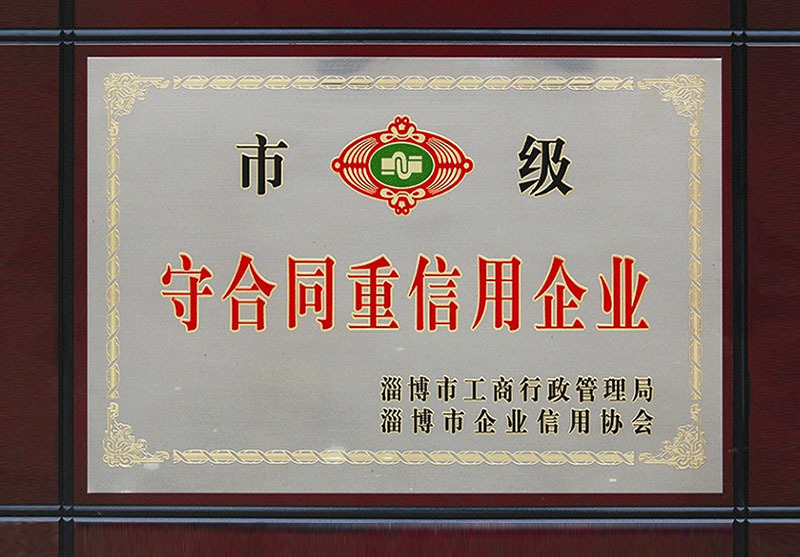 市 级
守合同重信用企业
淄博市工商行政管理局
淄博市企业信用协会